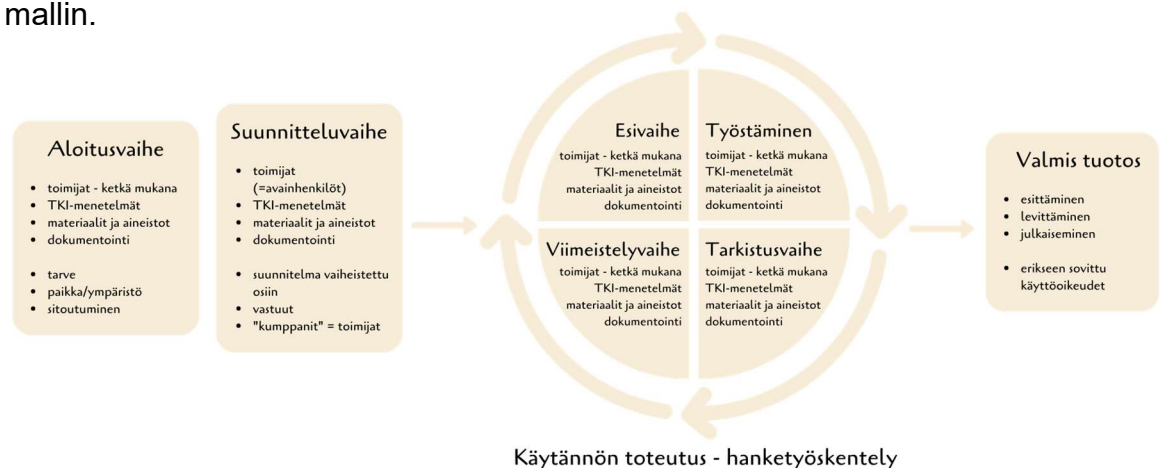 mallin.
Aloitusvaihe
• toimijat - ketkä mukana
• TKI-menetelmät
• materiaalit ja aineistot
• dokumentointi
• tarve
• paikka/ympäristö
• sitoutuminen
Suunnitteluvaihe
• toimijat
(=avainhenkilöt)
• TKI-menetelmät
• materiaalit ja aineistot
• dokumentointi
• suunnitelma vaiheistettu
osiin
• vastuut
• "kumppanit" = toimijat
Esivaihe
toimijat - ketkä mukana
TKI-menetelmät
materiaalit ja aineistot
dokumentointi
Työstäminen
toimijat - ketkä mukana
TKI-menetelmät
materiaalit ja aineistot
dokumentointi
Viimeistelyvaihe
toimijat - ketkä mukana
TKI-menetelmät
materiaalit ja aineistot
dokumentointi
Tarkistusvaihe
toimijat - ketkä mukana
TKI-menetelmät
materiaalit ja aineistot
dokumentointi
Valmis tuotos
• esittäminen
• levittäminen
• julkaiseminen
• erikseen sovittu
käyttöoikeudet
Käytännön toteutus - hanketyöskentely